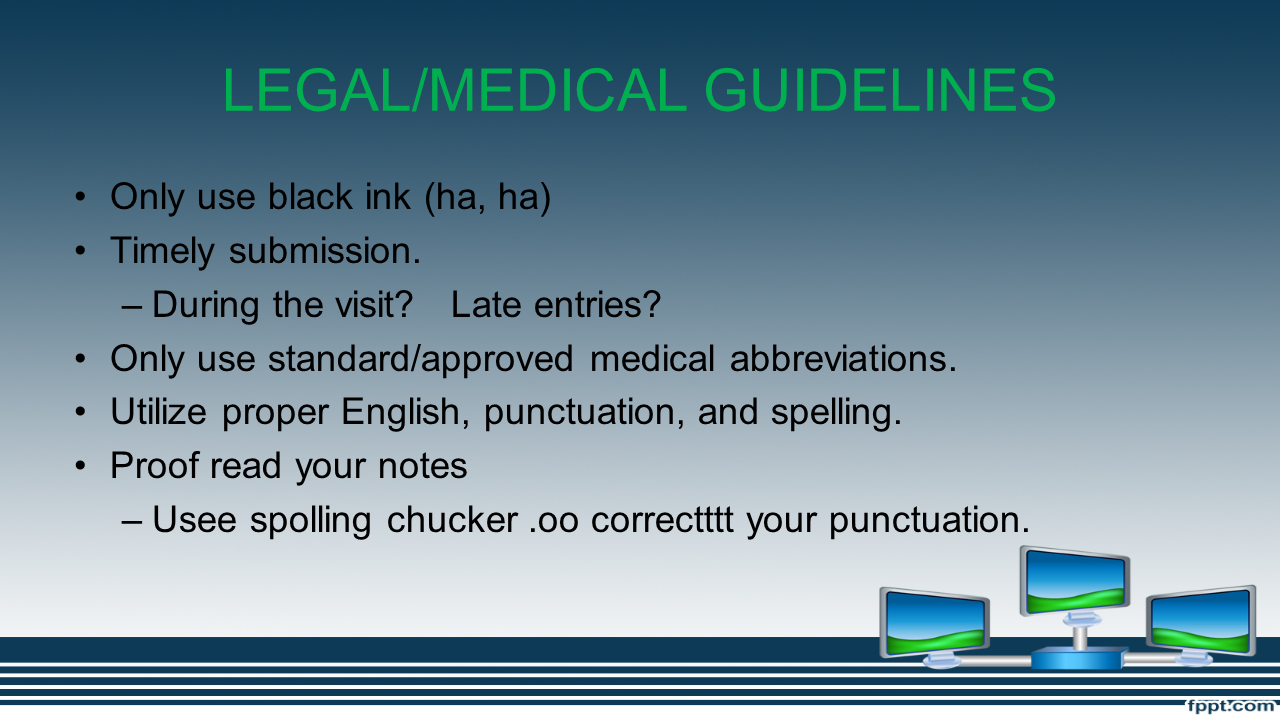 LEGAL/MEDICAL GUIDELINES
• Only use black ink (ha, ha)
• Timely submission.
– During the visit? Late entries?
• Only use standard/approved medical abbreviations.
• Utilize proper English, punctuation, and spelling.
• Proof read your notes
– Usee spolling chucker .oo correctttt your punctuation.
fppt.com